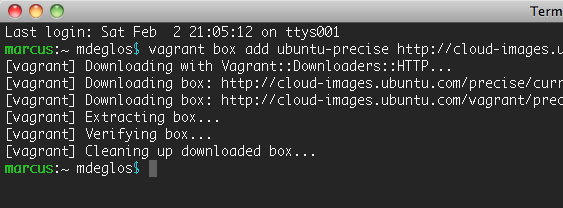 Term
Last login: Sat Feb  2 21:05:12 on ttys001
marcus:~ mdeglos$ vagrant box add ubuntu-precise http://cloud-images.u
[vagrant] Downloading with Vagrant::Downloaders::HTTP...
[vagrant] Downloading box: http://cloud-images.ubuntu.com/precise/curr
[vagrant] Downloading box: http://cloud-images.ubuntu.com/vagrant/prec
[vagrant] Extracting box...
[vagrant] Verifying box...
[vagrant] Cleaning up downloaded box...
marcus:~ mdeglos$